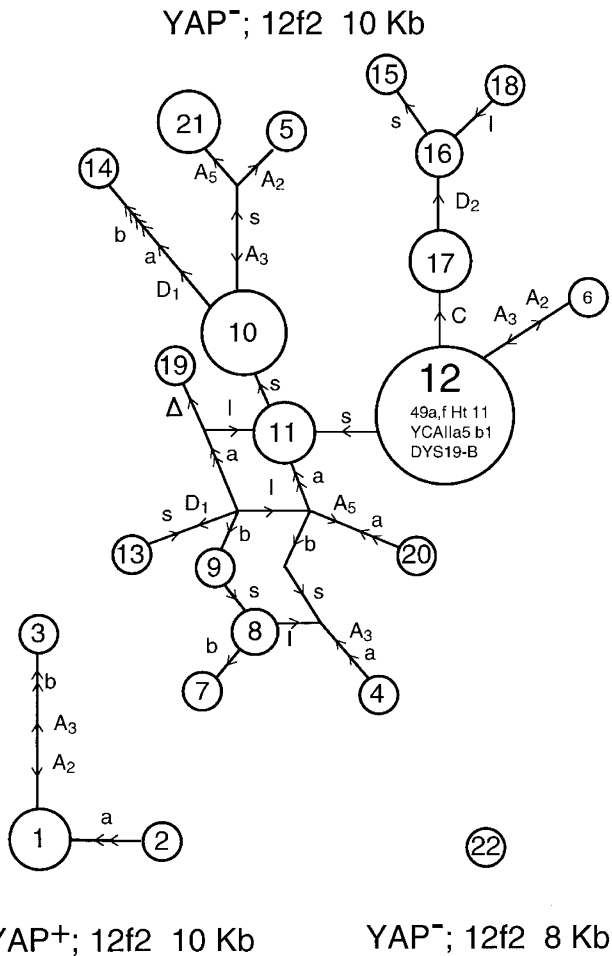 YAP⁻; 12f2 10 Kb
15
18
21
5
s
l
16
14
A₅
A₂
b
s
D₂
a
A₃
17
D₁
6
A₂
10
C
A₃
19
12
s
Δ
l
49a,f Ht 11
11
s
YCAIIa5 b1
DYS19-B
a
a
s
D₁
l
A₅
b
b
a
13
9
20
s
s
3
8
l
A₃
b
b
a
7
4
A₃
A₂
a
1
2
22
YAP⁺; 12f2 10 Kb
YAP⁻; 12f2 8 Kb